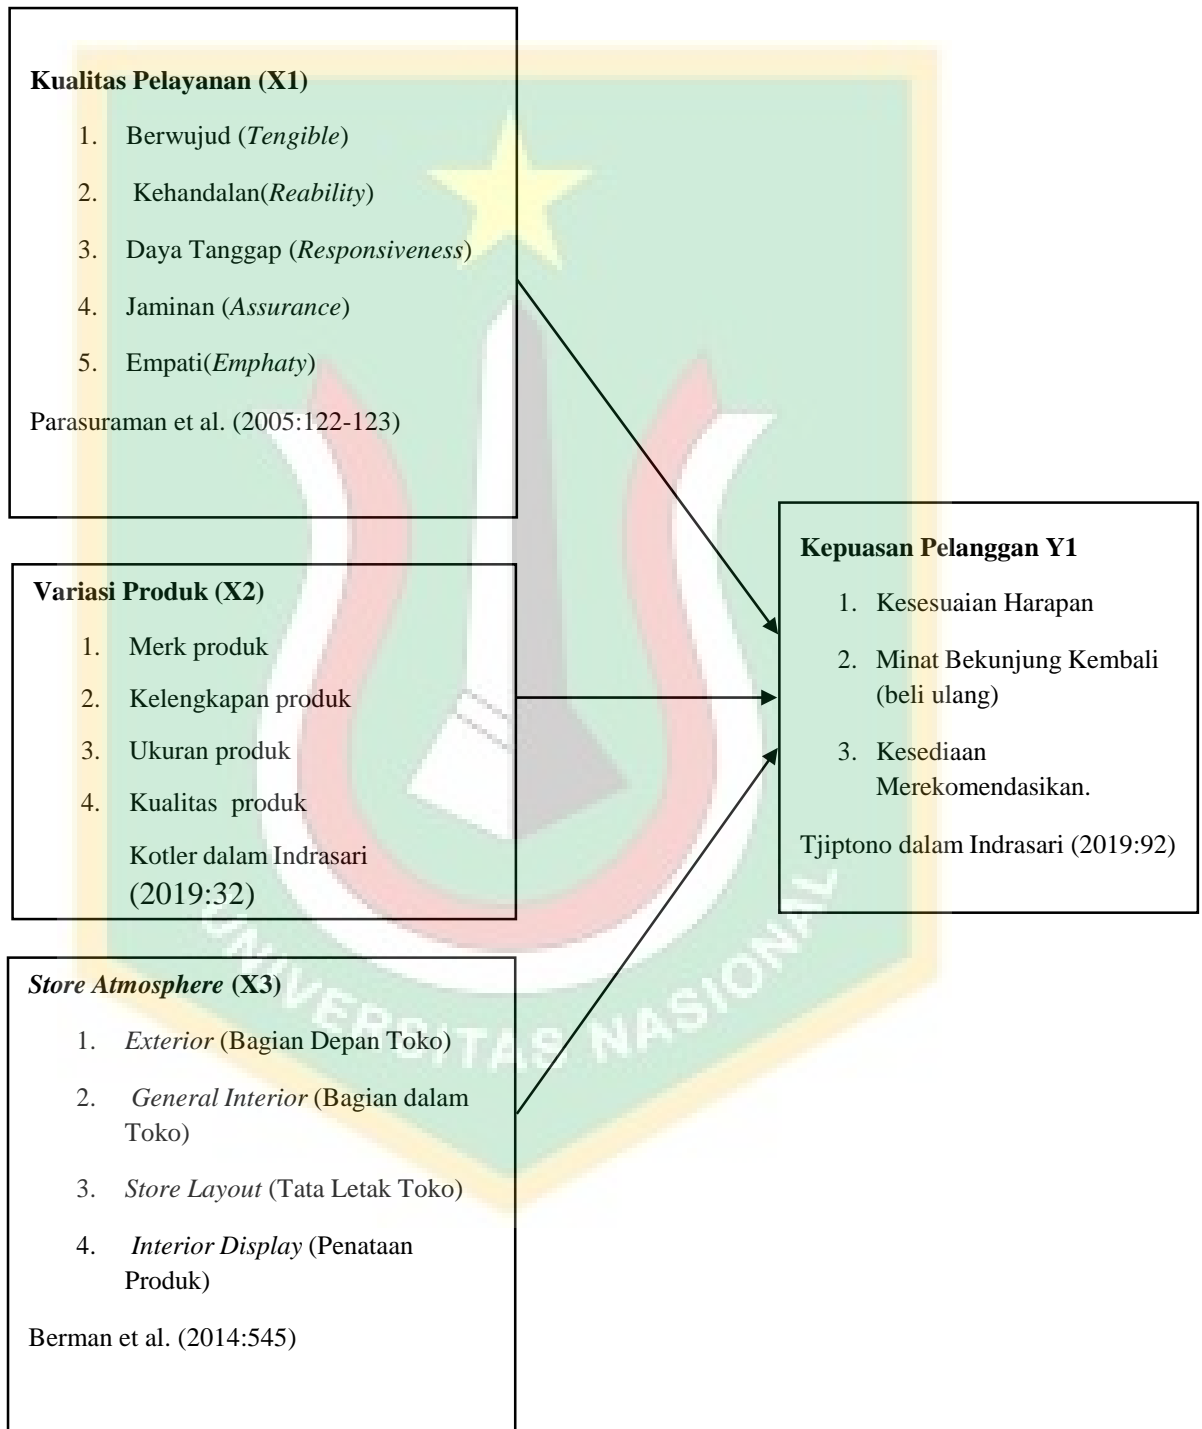 Kualitas Pelayanan (X1)
1. Berwujud (Tengible)
2. Kehandalan(Reability)
3. Daya Tanggap (Responsiveness)
4. Jaminan (Assurance)
5. Empati(Emphaty)
Parasuraman et al. (2005:122-123)
Variasi Produk (X2)
1. Merk produk
2. Kelengkapan produk
3. Ukuran produk
4. Kualitas produk
Kotler dalam Indrasari
(2019:32)
Store Atmosphere (X3)
1. Exterior (Bagian Depan Toko)
2. General Interior (Bagian dalam
Toko)
3. Store Layout (Tata Letak Toko)
4. Interior Display (Penataan
Produk)
Berman et al. (2014:545)
Kepuasan Pelanggan Y1
1. Kesesuaian Harapan
2. Minat Bekunjung Kembali
(beli ulang)
3. Kesediaan
Merekomendasikan.
Tjiptono dalam Indrasari (2019:92)
UNIVERSITAS NASIONAL